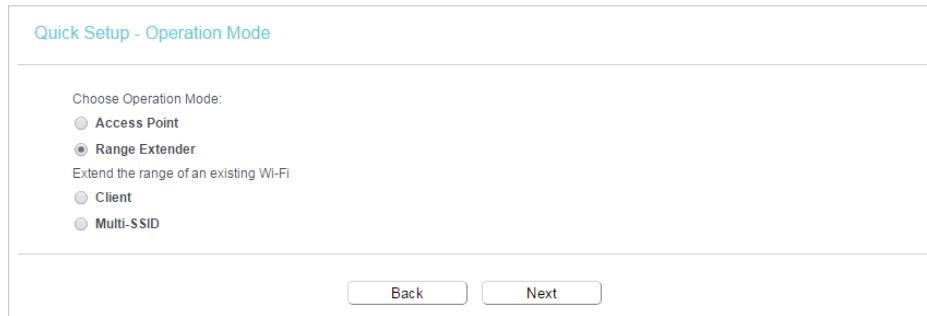 Quick Setup - Operation Mode
Choose Operation Mode:
Access Point
Range Extender
Extend the range of an existing Wi-Fi
Client
Multi-SSID
Back Next